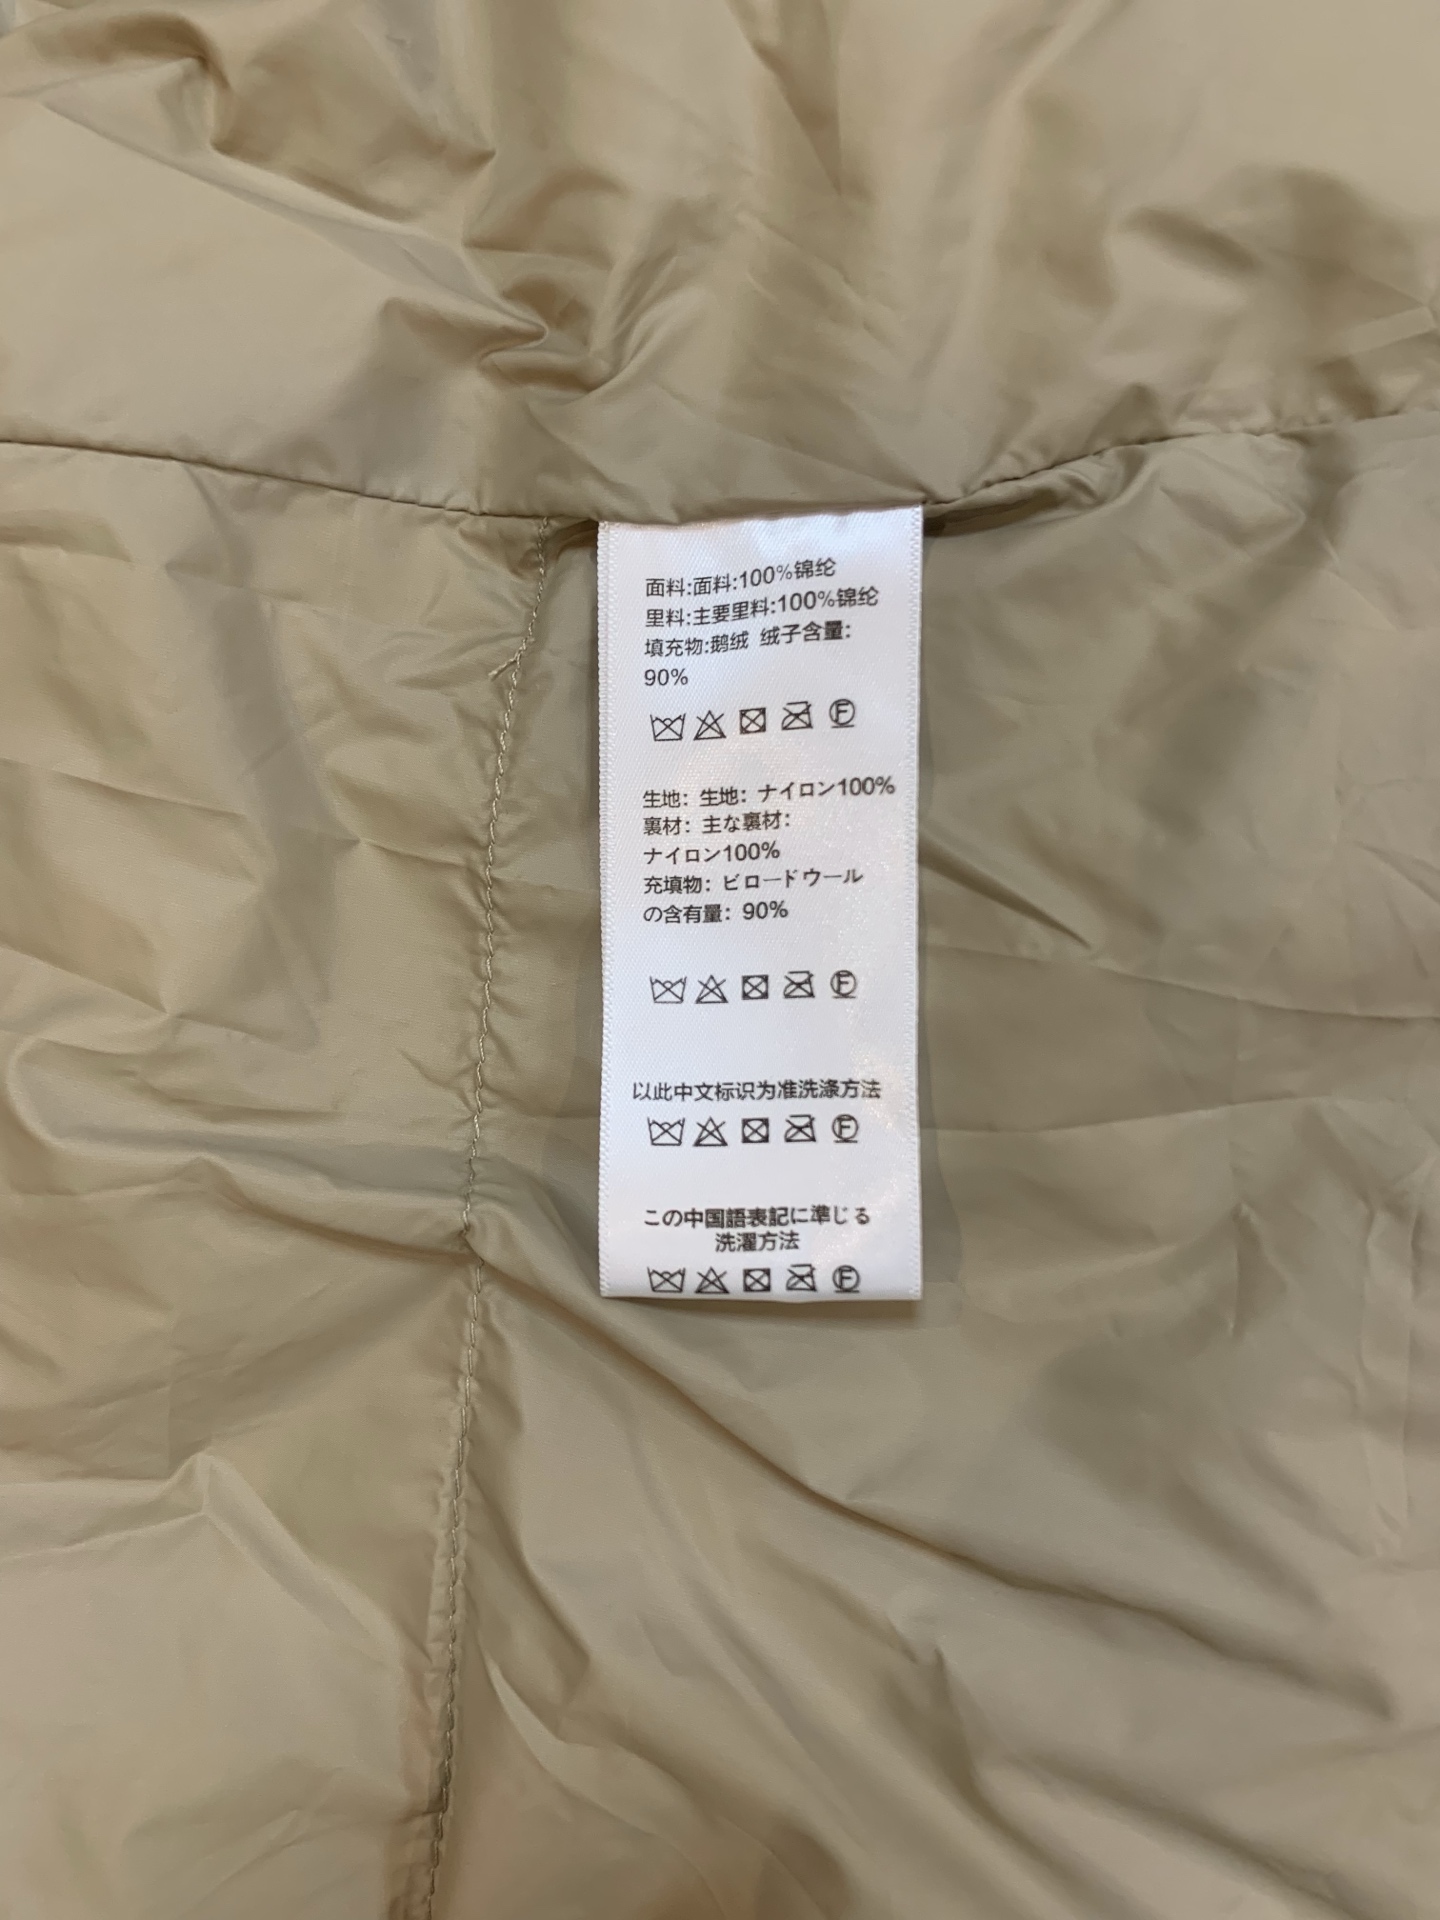 面料:面料:100%锦纶
里料:主要里料:100%锦纶
填充物:鹅绒 绒子含量:
90%
F
生地：生地：ナイロン100%
裏材：主な裏材：
ナイロン100%
充填物：ビロードウール
の含有量：90%
F
以此中文标识为准洗涤方法
F
この中国語表記に準じる
洗濯方法
F